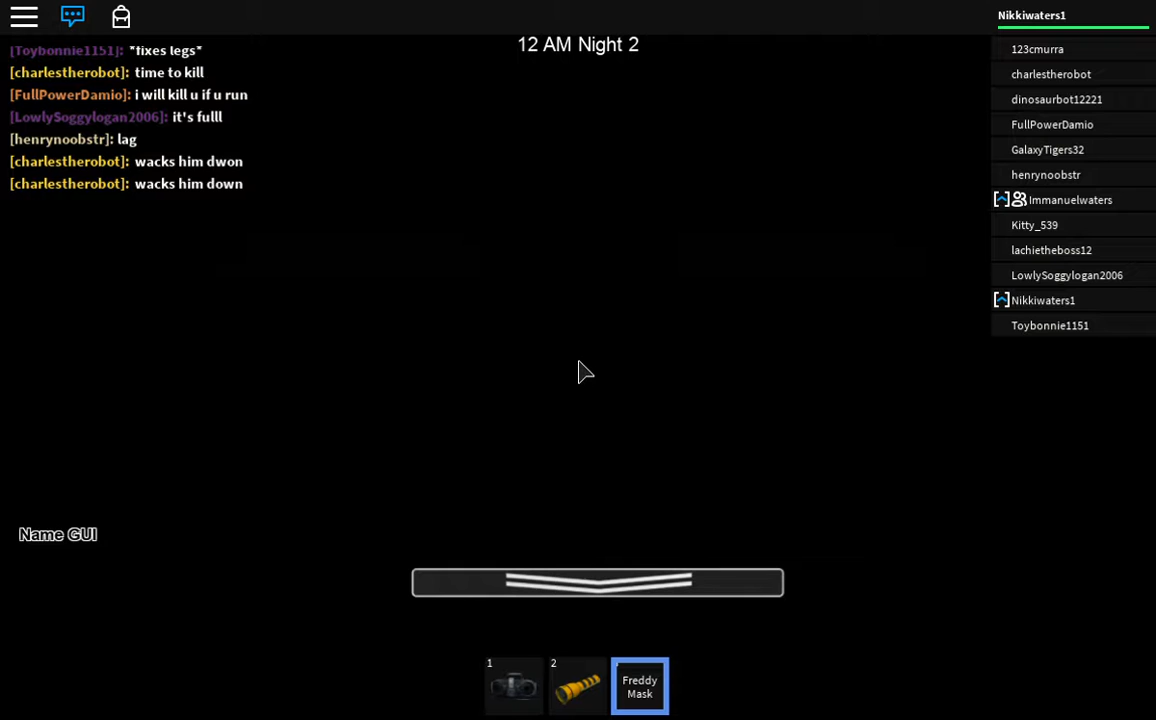 Nikkiwaters1
12 AM Night 2
[Toybonnie1151]: *fixes legs*
[charlestherobot]: time to kill
[FullPowerDamio]: i will kill u if u run
[LowlySoggylogan2006]: it's fulll
[henrynoobstr]: lag
[charlestherobot]: wacks him dwon
[charlestherobot]: wacks him down
123cmurra
charlestherobot
dinosaurbot12221
FullPowerDamio
GalaxyTigers32
henrynoobstr
Immanuelwaters
Kitty_539
lachietheboss12
LowlySoggylogan2006
Nikkiwaters1
Toybonnie1151
Name GUI
1
2
Freddy
Mask